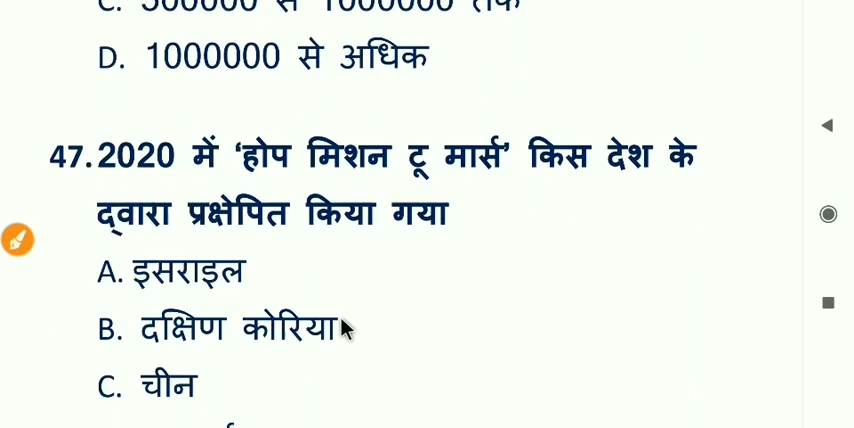 D. 1000000 से अधिक
47. 2020 में ‘होप मिशन टू मार्स’ किस देश के
द्वारा प्रक्षेपित किया गया
A. इसराइल
B. दक्षिण कोरिया
C. चीन